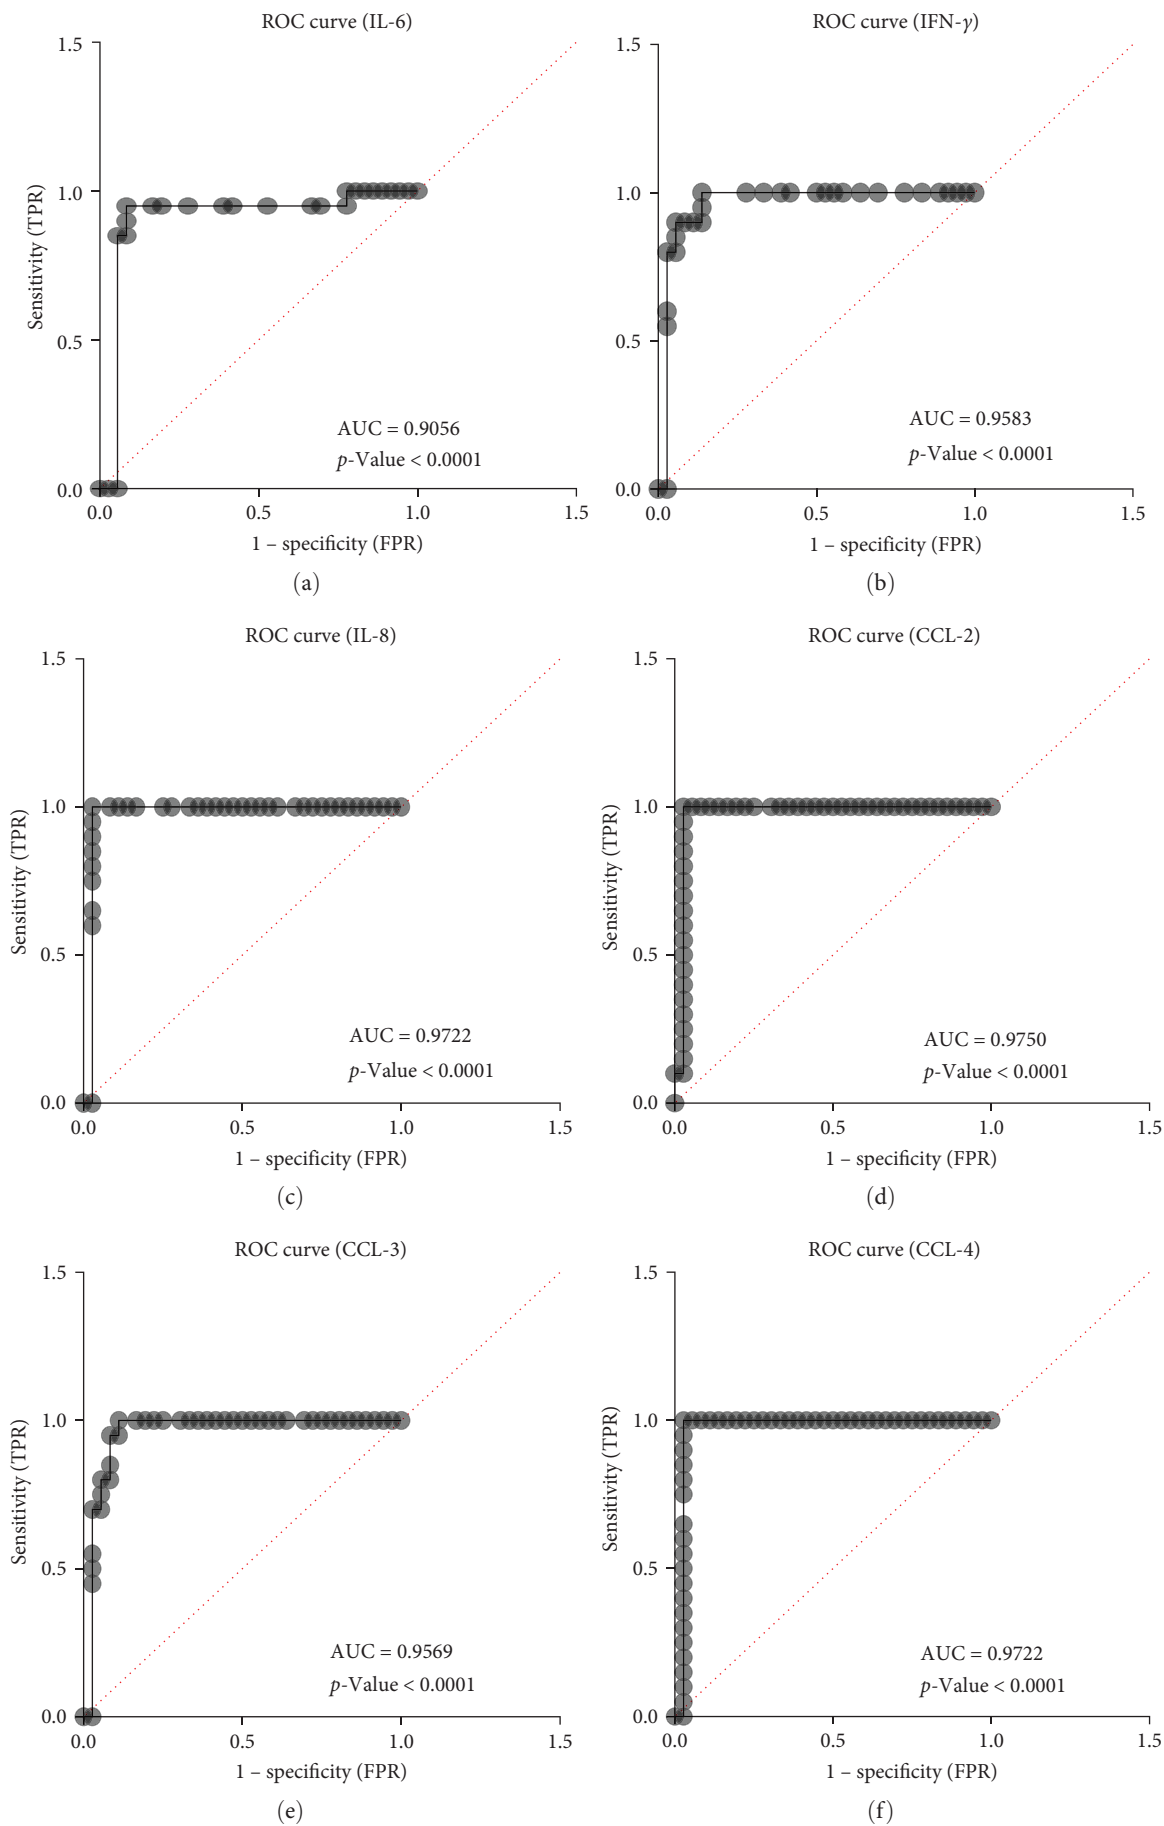 ROC curve (IL-6)
1.5
1.0
0.5
0.0
Sensitivity (TPR)
AUC = 0.9056
p-Value < 0.0001
0.0 0.5 1.0 1.5
1 – specificity (FPR)
(a)
ROC curve (IFN-γ)
1.5
1.0
0.5
0.0
Sensitivity (TPR)
AUC = 0.9583
p-Value < 0.0001
0.0 0.5 1.0 1.5
1 – specificity (FPR)
(b)
ROC curve (IL-8)
1.5
1.0
0.5
0.0
Sensitivity (TPR)
AUC = 0.9722
p-Value < 0.0001
0.0 0.5 1.0 1.5
1 – specificity (FPR)
(c)
ROC curve (CCL-2)
1.5
1.0
0.5
0.0
Sensitivity (TPR)
AUC = 0.9750
p-Value < 0.0001
0.0 0.5 1.0 1.5
1 – specificity (FPR)
(d)
ROC curve (CCL-3)
1.5
1.0
0.5
0.0
Sensitivity (TPR)
AUC = 0.9569
p-Value < 0.0001
0.0 0.5 1.0 1.5
1 – specificity (FPR)
(e)
ROC curve (CCL-4)
1.5
1.0
0.5
0.0
Sensitivity (TPR)
AUC = 0.9722
p-Value < 0.0001
0.0 0.5 1.0 1.5
1 – specificity (FPR)
(f)